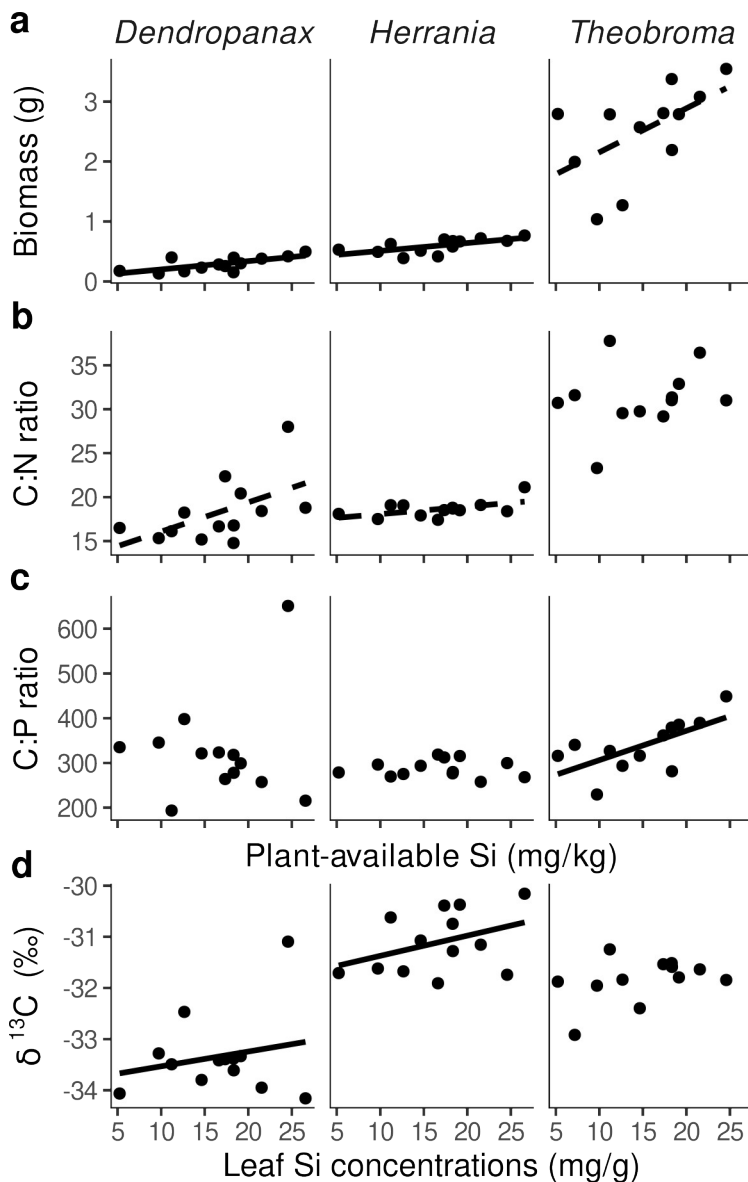 a
Dendropanax Herrania Theobroma
Biomass (g)
3
2
1
0
b
C:N ratio
35
30
25
20
15
c
C:P ratio
600
500
400
300
200
Plant-available Si (mg/kg)
d
δ ¹³C (‰)
-30
-31
-32
-33
-34
5 10 15 20 25 5 10 15 20 25 5 10 15 20 25
Leaf Si concentrations (mg/g)